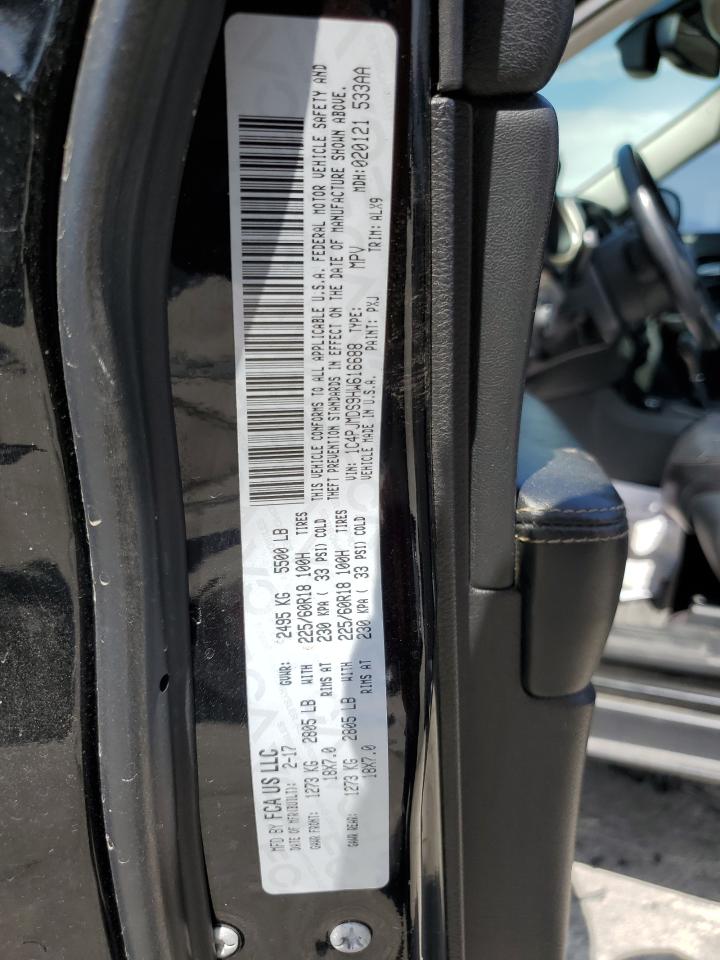 MFD BY FCA US LLC
DATE OF MFR(BUILT): 2-17 GVWR: 2495 KG 5500 LB
GAWR FRONT: 1273 KG 2805 LB WITH 225/60R18 100H TIRES
18X7.0 RIMS AT 230 KPA ( 33 PSI) COLD
GAWR REAR: 1273 KG 2805 LB WITH 225/60R18 100H TIRES
18X7.0 RIMS AT 230 KPA ( 33 PSI) COLD
THIS VEHICLE CONFORMS TO ALL APPLICABLE U.S.A. FEDERAL MOTOR VEHICLE SAFETY AND
THEFT PREVENTION STANDARDS IN EFFECT ON THE DATE OF MANUFACTURE SHOWN ABOVE.
VIN: 1C4PJMDS9HW616688 TYPE: MPV MDH:020121 533AA
VEHICLE MADE IN U.S.A. PAINT: PXJ TRIM: ALX9